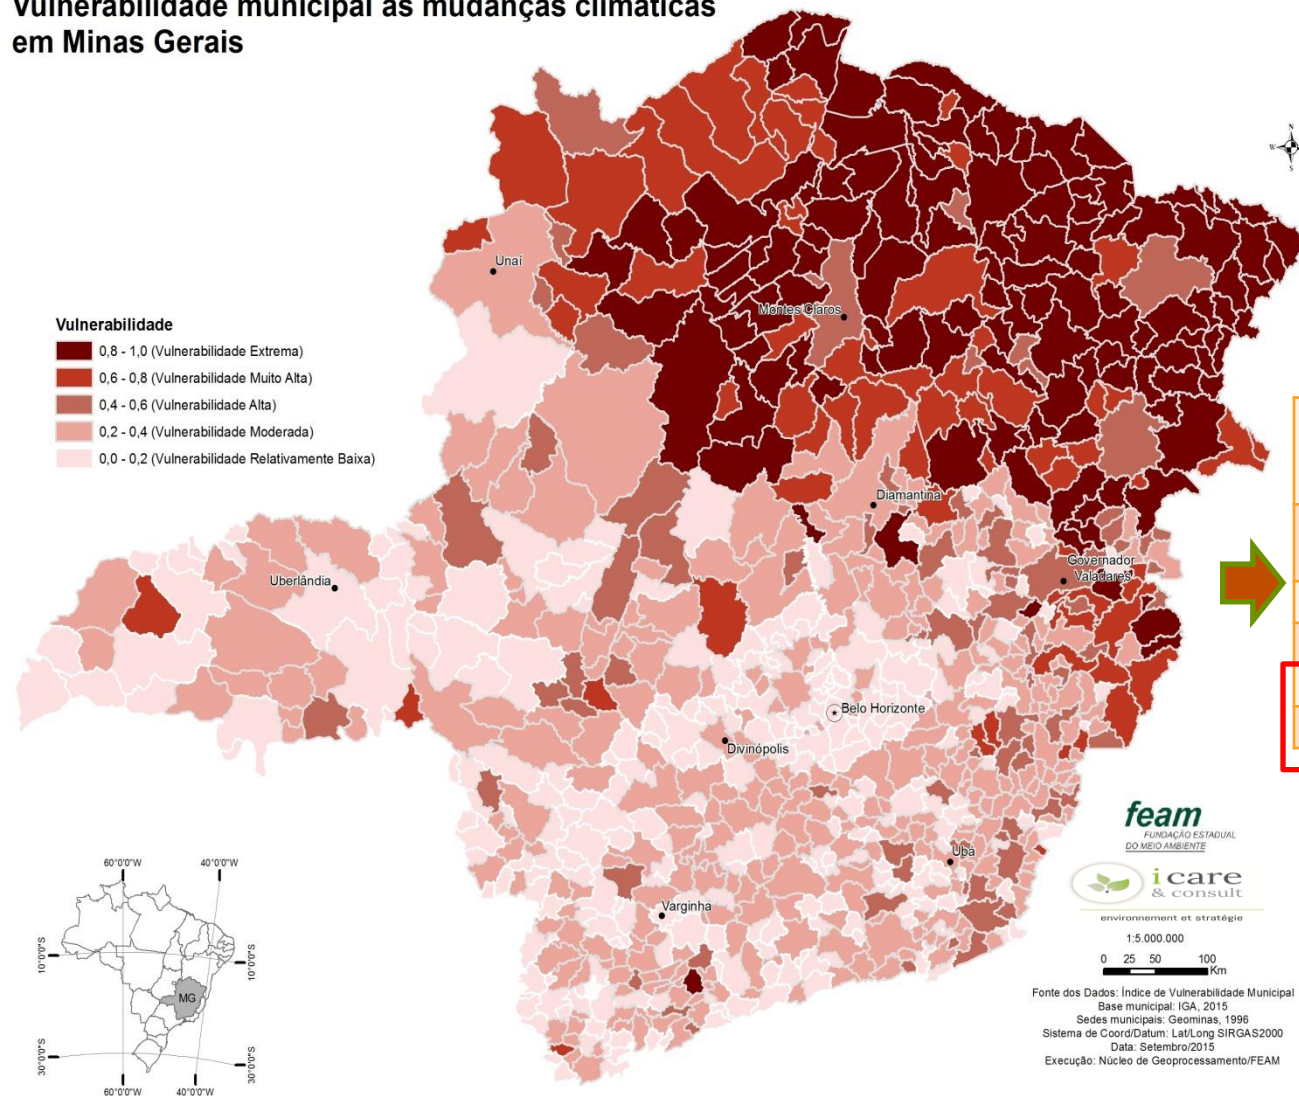 Vulnerabilidade municipal às mudanças climáticas
em Minas Gerais
N
W
S
Unaí
Vulnerabilidade
0,8 - 1,0 (Vulnerabilidade Extrema)
0,6 - 0,8 (Vulnerabilidade Muito Alta)
0,4 - 0,6 (Vulnerabilidade Alta)
0,2 - 0,4 (Vulnerabilidade Moderada)
0,0 - 0,2 (Vulnerabilidade Relativamente Baixa)
Montes Claros
Diamantina
Governador
Valadares
Uberlândia
Belo Horizonte
Divinópolis
Ubá
Varginha
feam
FUNDAÇÃO ESTADUAL
DO MEIO AMBIENTE
i care
& consult
environnement et stratégie
1:5.000.000
0 25 50 100
Km
Fonte dos Dados: Índice de Vulnerabilidade Municipal
Base municipal: IGA, 2015
Sedes municipais: Geominas, 1996
Sistema de Coord/Datum: Lat/Long SIRGAS2000
Data: Setembro/2015
Execução: Núcleo de Geoprocessamento/FEAM
60°0'0"W 40°0'0"W
10°0'0"S 10°0'0"S
MG
30°0'0"S 30°0'0"S
60°0'0"W 40°0'0"W